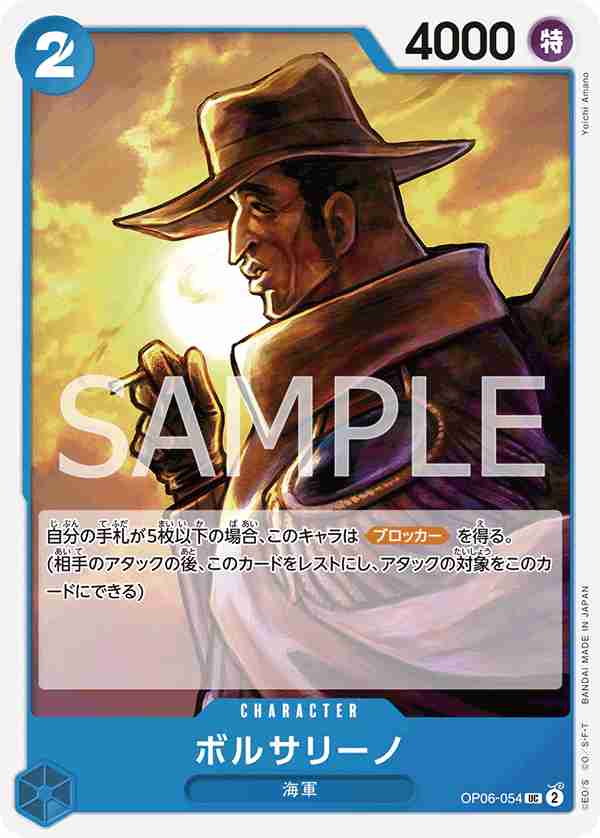 2
4000 特
Yoichi Amano
SAMPLE
自分の手札が5枚以下の場合、このキャラは ブロッカー を得る。
(相手のアタックの後、このカードをレストにし、アタックの対象をこのカ
ードにできる)
BANDAI MADE IN JAPAN
©EO/S ©O/S・F・T
CHARACTER
ボルサリーノ
海軍
OP06-054 UC 2